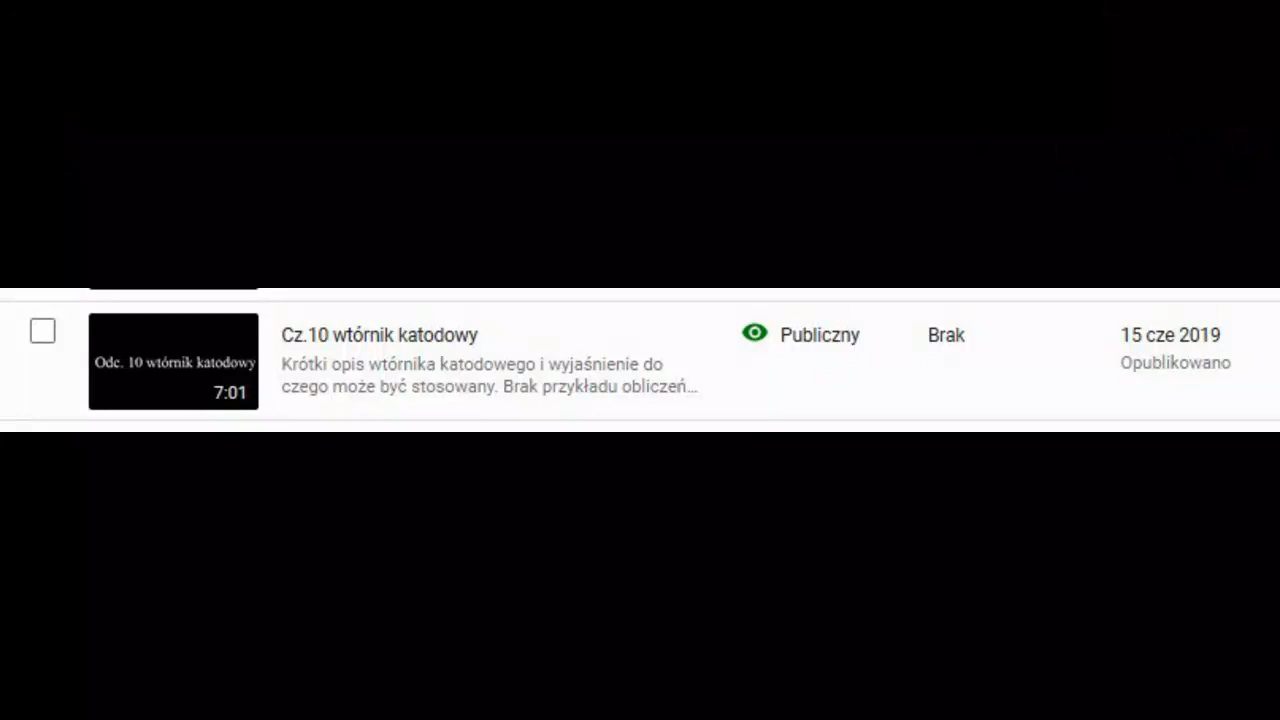 Odc. 10 wtórnik katodowy
7:01
Cz.10 wtórnik katodowy
Krótki opis wtórnika katodowego i wyjaśnienie do
czego może być stosowany. Brak przykładu obliczeń...
Publiczny
Brak
15 cze 2019
Opublikowano